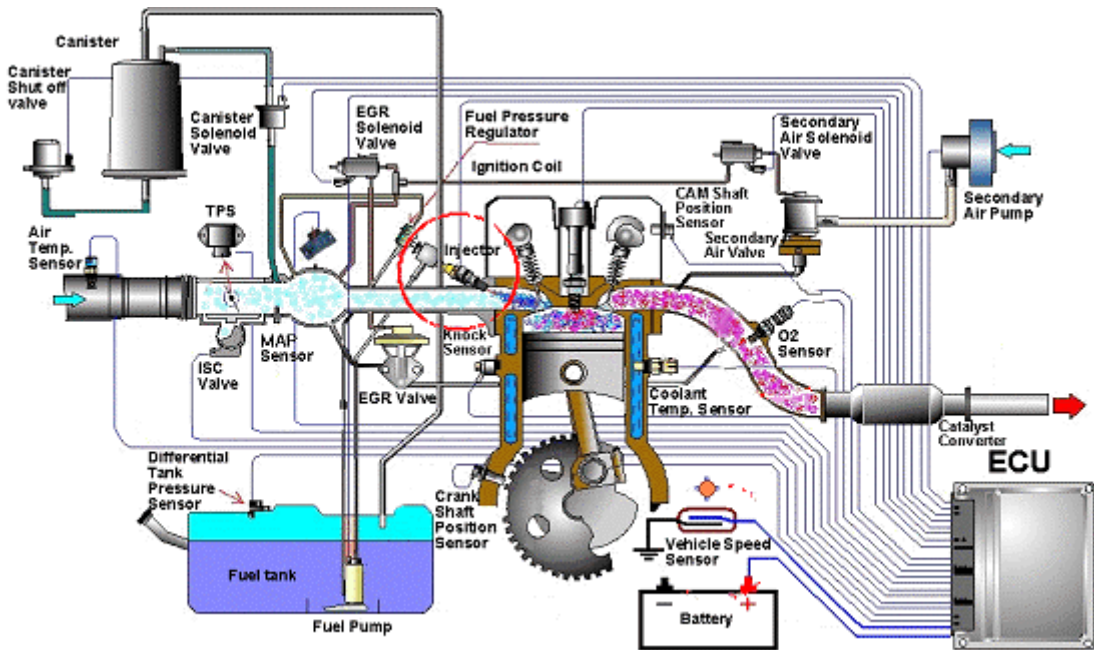 Canister
Canister
Shut off
valve
Canister
Solenoid
Valve
EGR
Solenoid
Valve
Fuel Pressure
Regulator
Ignition Coil
Secondary
Air Solenoid
Valve
CAM Shaft
Position
Sensor
Secondary
Air Pump
Secondary
Air Valve
TPS
Air
Temp.
Sensor
Injector
MAP
Sensor
ISC
Valve
Knock
Sensor
EGR Valve
O2
Sensor
Coolant
Temp. Sensor
Catalyst
Converter
ECU
Differential
Tank
Pressure
Sensor
Crank
Shaft
Position
Sensor
Vehicle Speed
Sensor
Fuel tank
Fuel Pump
− +
Battery